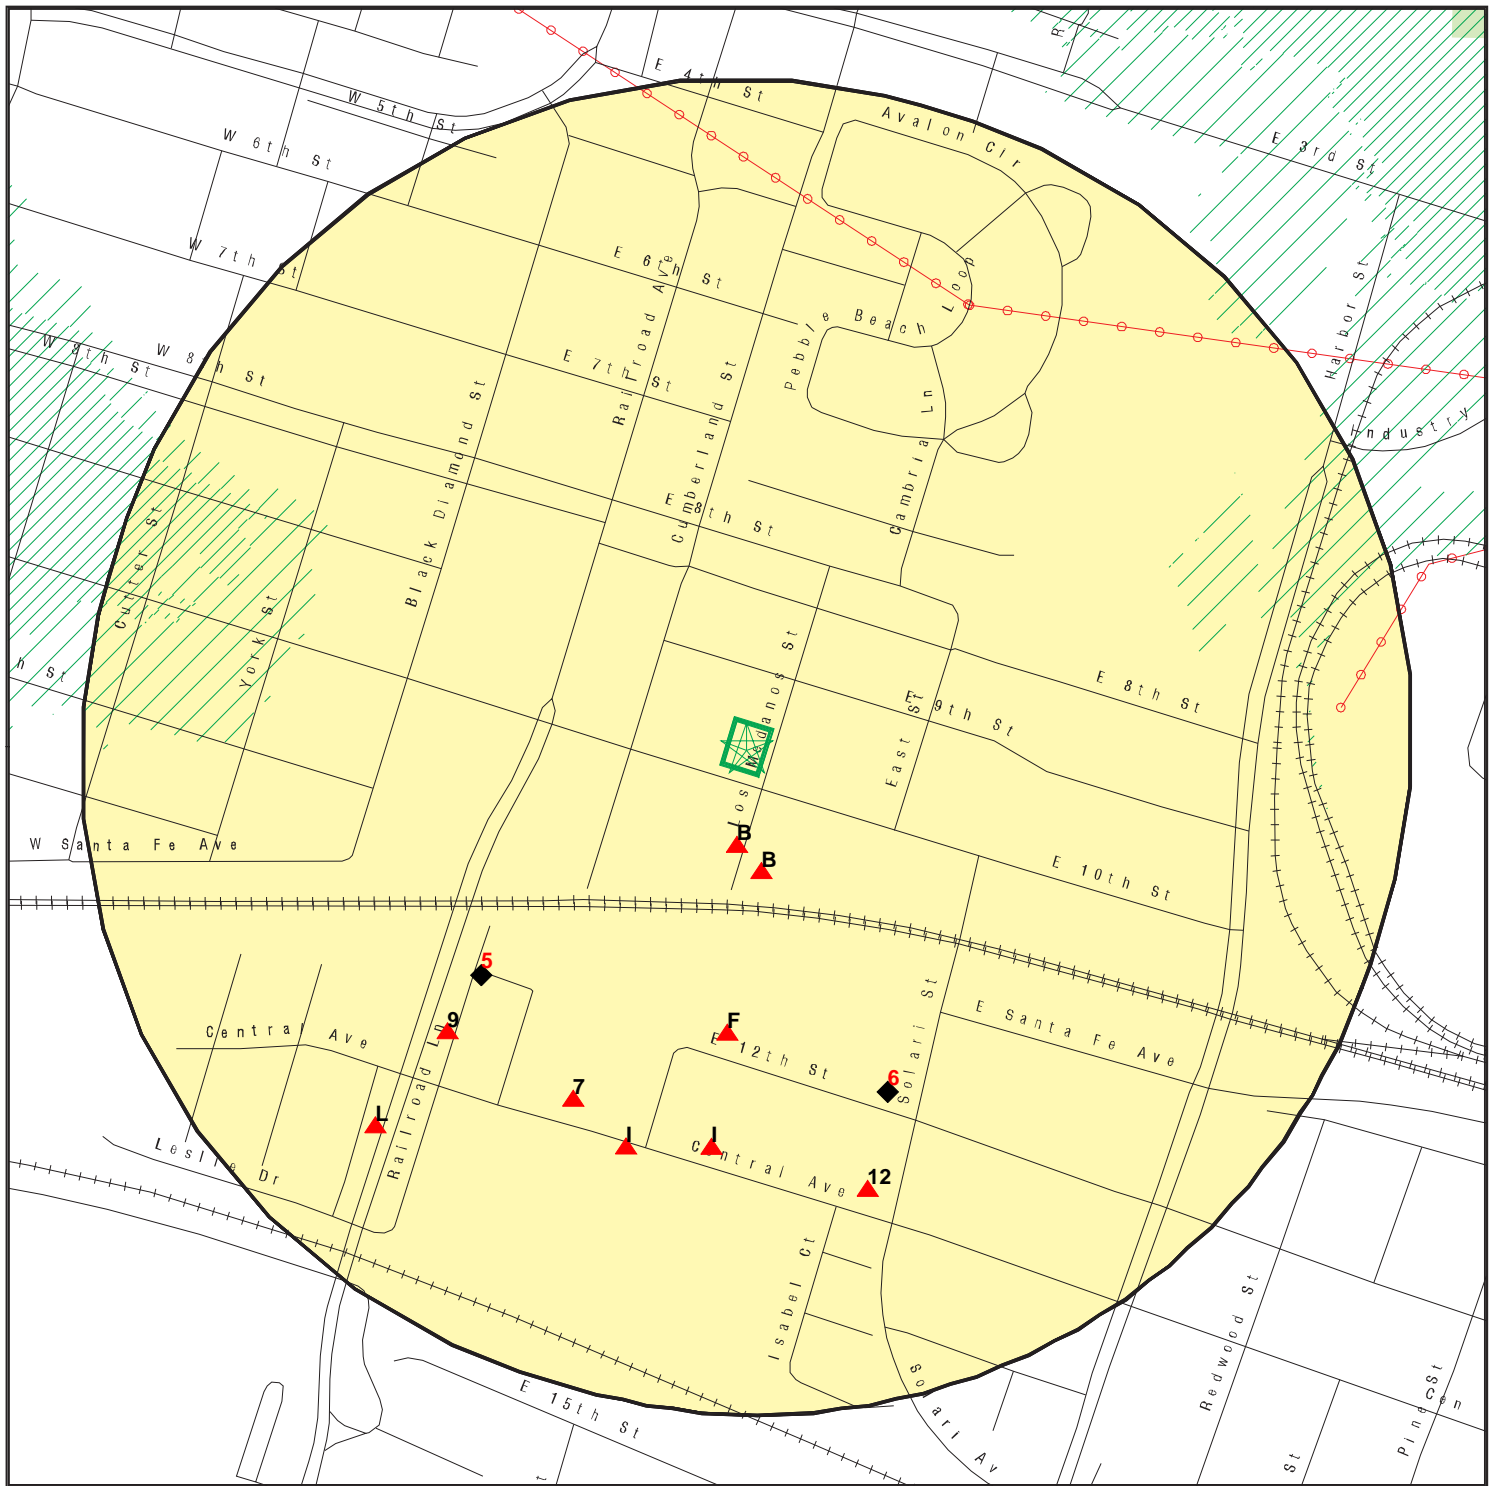 R
E 4th St
W 5th St
Avalon Cir
W 6th St
E 3rd St
W 7th St
E 6th St
Railroad Ave
Loop
Harbor St
Pebble Beach
W 8th St
W 8th St
E 7th St
Cumberland St
Black Diamond St
Cambria Ln
Industry
E 8th St
Cutter St
York St
h St
Los Medanos St
E 8th St
E 9th St
East St
B
B
W Santa Fe Ave
E 10th St
5
9
F
Central Ave
E 12th St
Solari St
E Santa Fe Ave
6
7
L
Railroad Ln
I
I
Central Ave
12
Leslie Dr
Isabel Ct
Redwood St
Solari Av
E 15th St
Pine St
Cen
St
t